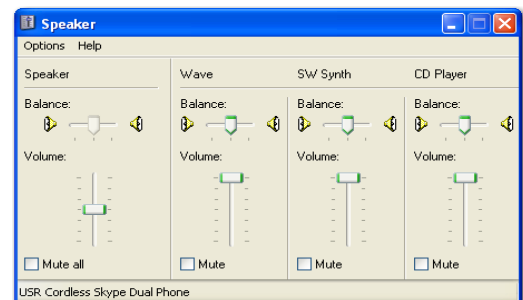 Speaker
Options Help
Speaker Wave SW Synth CD Player
Balance: Balance: Balance: Balance:
Volume: Volume: Volume: Volume:
Mute all Mute Mute Mute
USR Cordless Skype Dual Phone